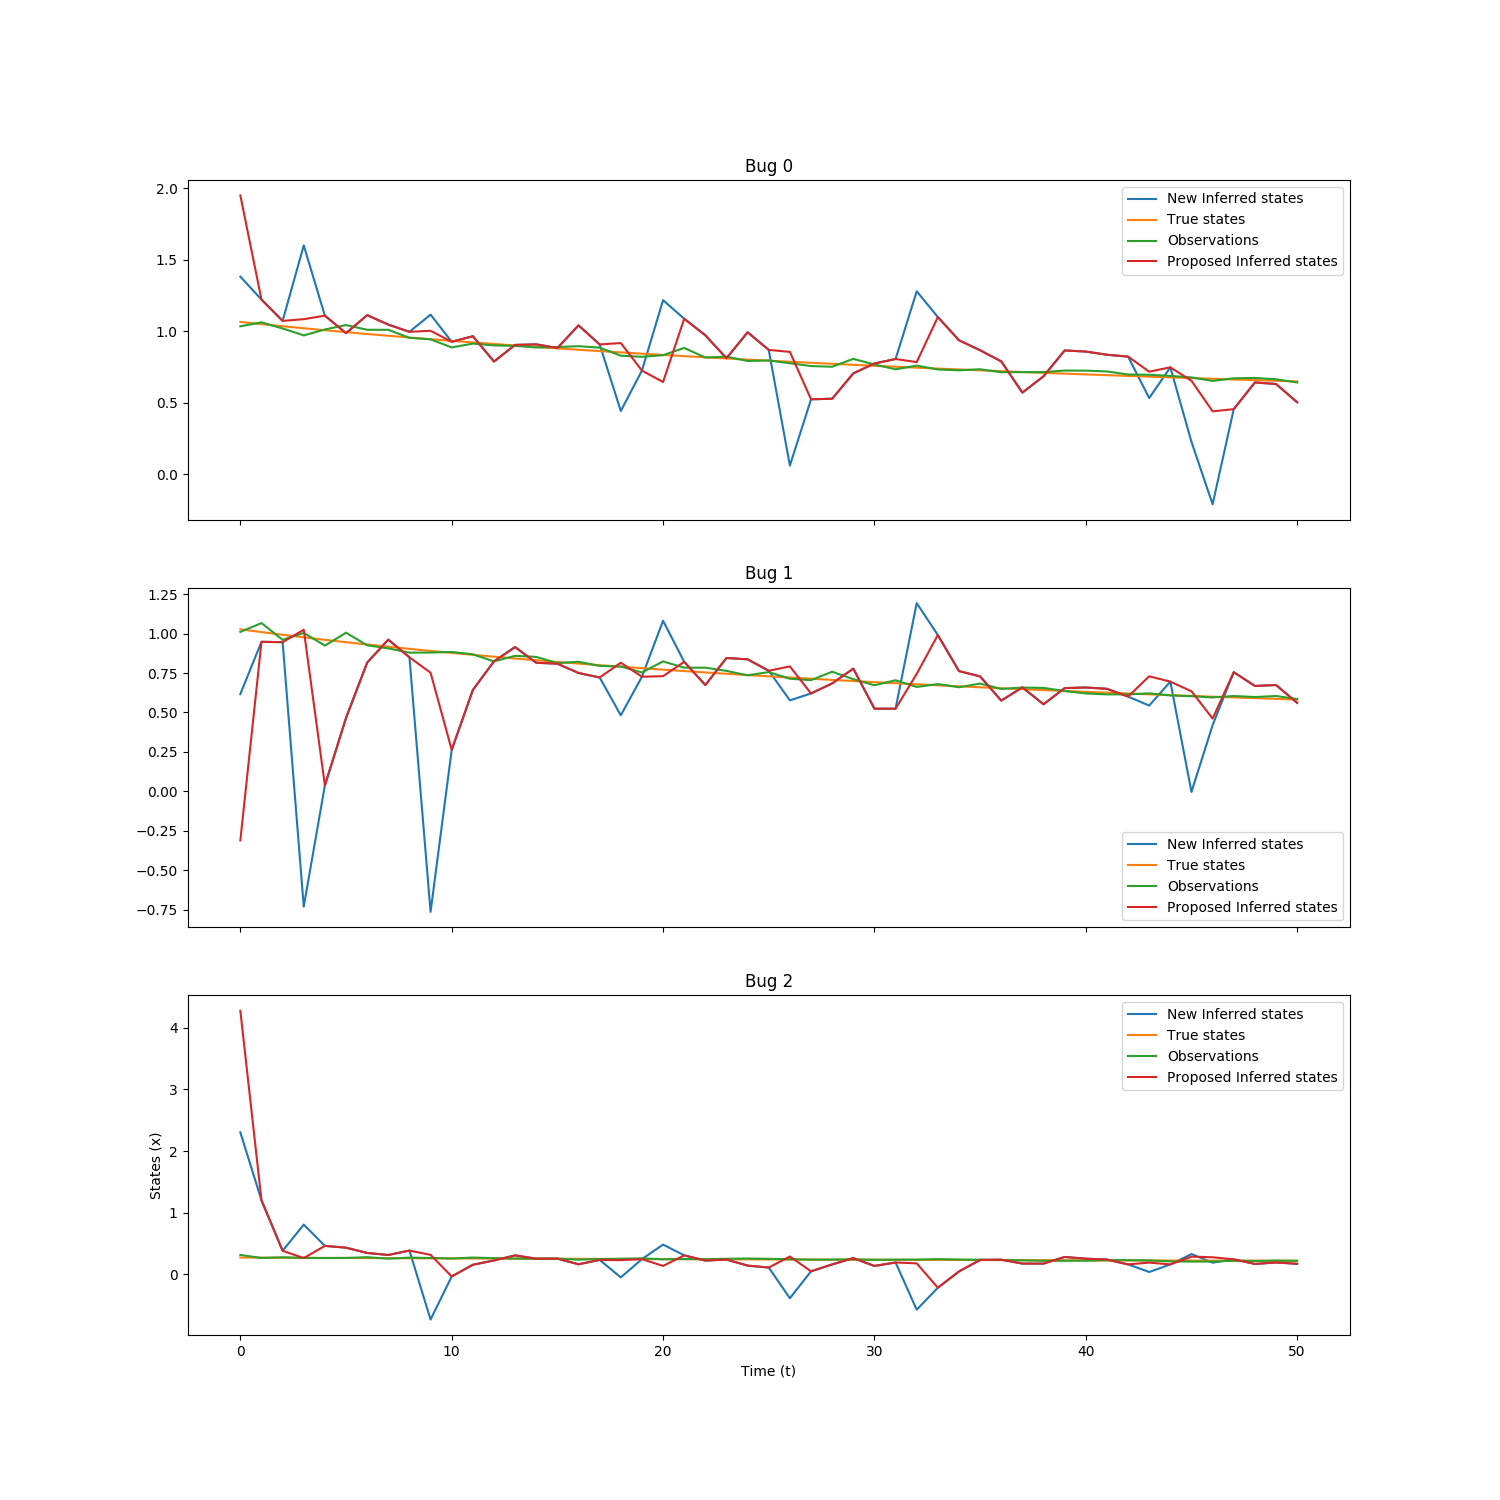 Bug 0
2.0
1.5
1.0
0.5
0.0
New Inferred states
True states
Observations
Proposed Inferred states
Bug 1
1.25
1.00
0.75
0.50
0.25
0.00
−0.25
−0.50
−0.75
New Inferred states
True states
Observations
Proposed Inferred states
Bug 2
States (x)
4
3
2
1
0
New Inferred states
True states
Observations
Proposed Inferred states
0 10 20 30 40 50
Time (t)